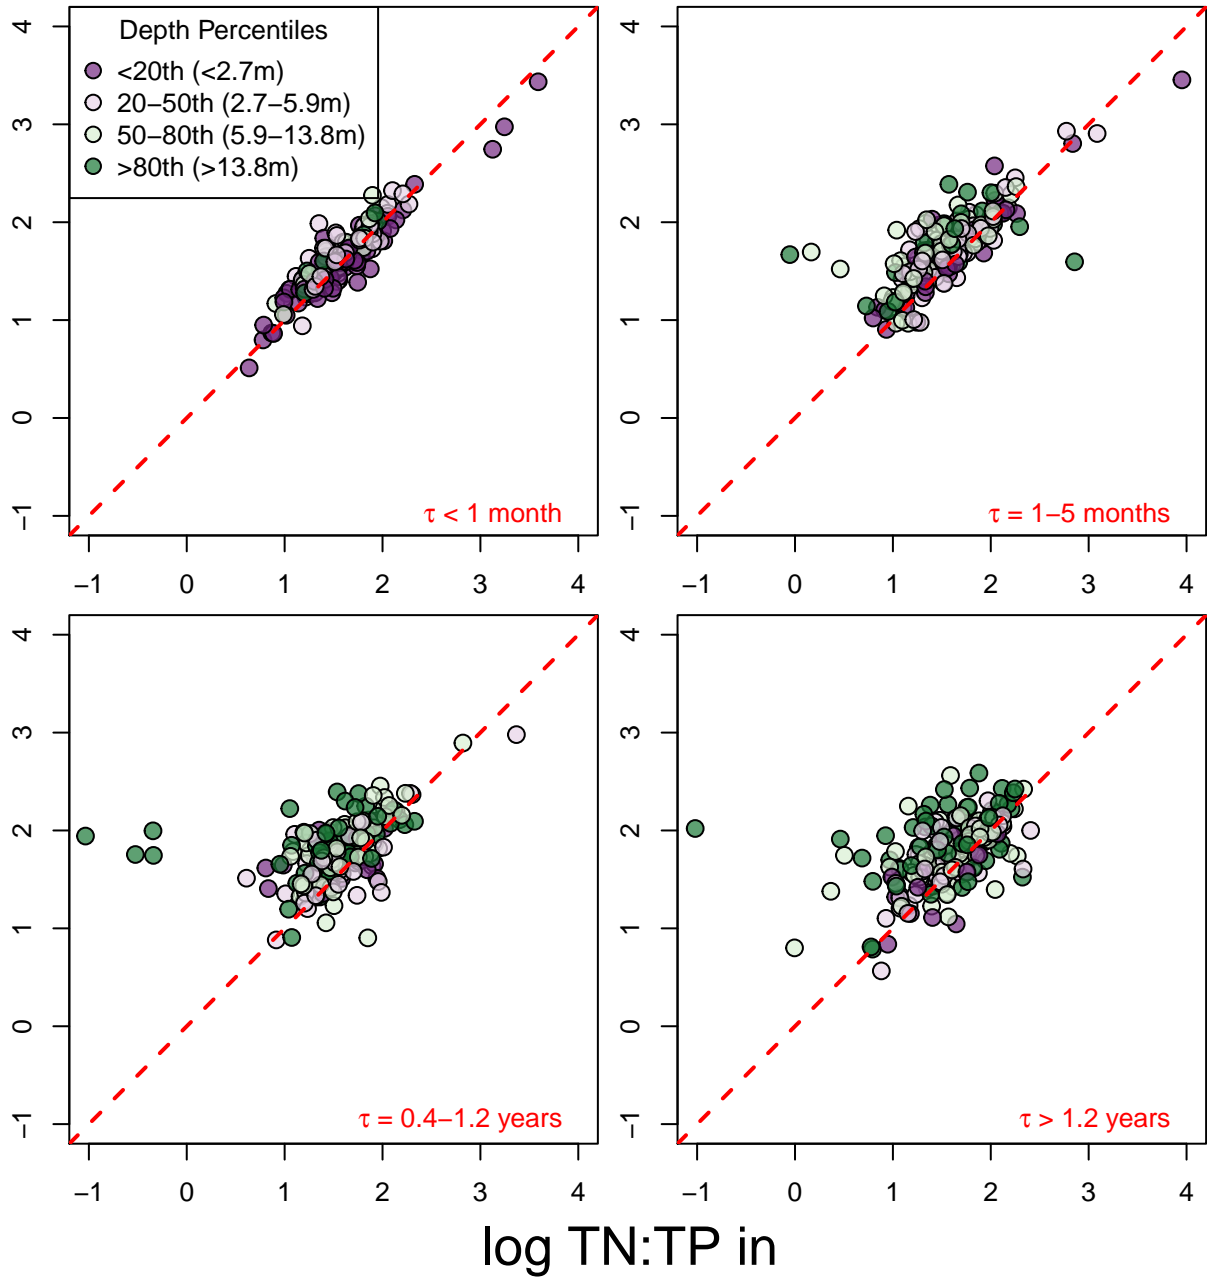 Depth Percentiles
<20th (<2.7m)
20−50th (2.7−5.9m)
50−80th (5.9−13.8m)
>80th (>13.8m)
4
3
2
1
0
−1
τ < 1 month
−1 0 1 2 3 4
4
3
2
1
0
−1
τ = 1−5 months
−1 0 1 2 3 4
4
3
2
1
0
−1
τ = 0.4−1.2 years
−1 0 1 2 3 4
4
3
2
1
0
−1
τ > 1.2 years
−1 0 1 2 3 4
log TN:TP in